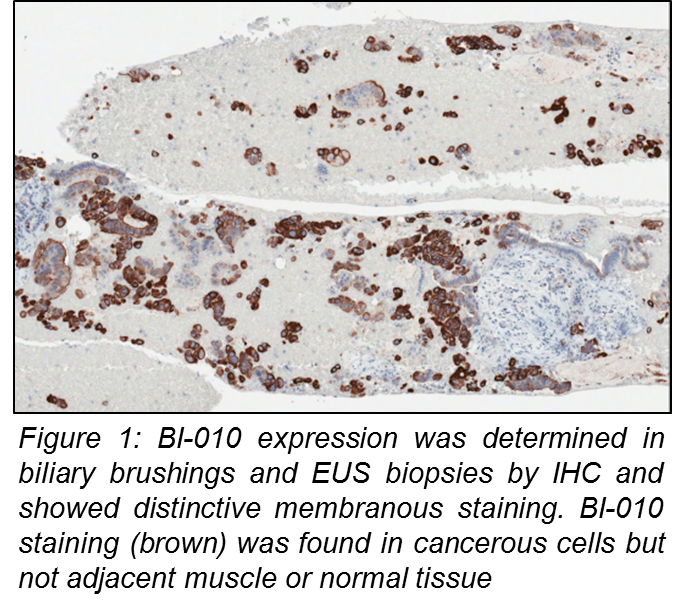 Figure 1: BI-010 expression was determined in
biliary brushings and EUS biopsies by IHC and
showed distinctive membranous staining. BI-010
staining (brown) was found in cancerous cells but
not adjacent muscle or normal tissue